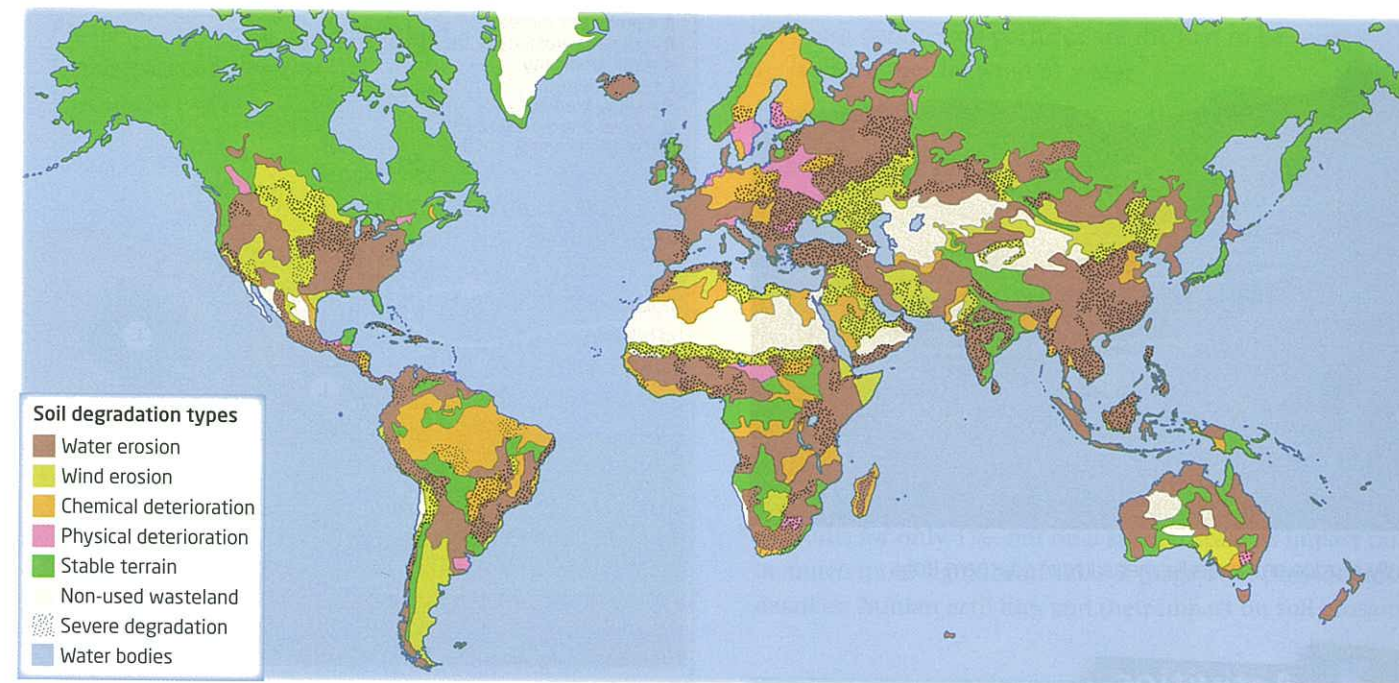 Soil degradation types
Water erosion
Wind erosion
Chemical deterioration
Physical deterioration
Stable terrain
Non-used wasteland
Severe degradation
Water bodies